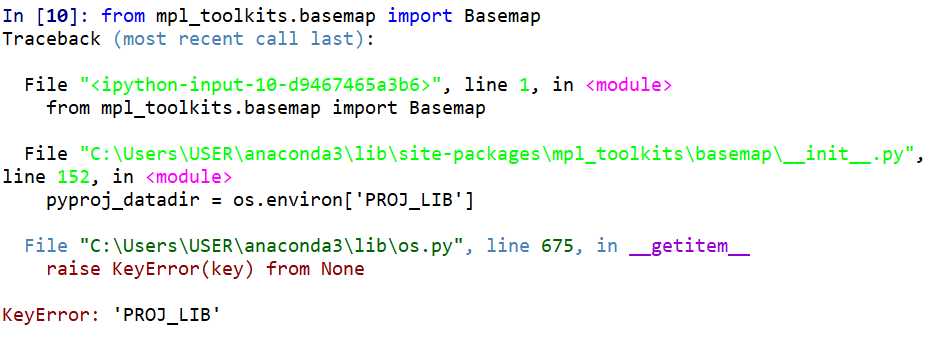 In [10]: from mpl_toolkits.basemap import Basemap
Traceback (most recent call last):
File "<ipython-input-10-d9467465a3b6>", line 1, in <module>
from mpl_toolkits.basemap import Basemap
File "C:\Users\USER\anaconda3\lib\site-packages\mpl_toolkits\basemap\__init__.py",
line 152, in <module>
pyproj_datadir = os.environ['PROJ_LIB']
File "C:\Users\USER\anaconda3\lib\os.py", line 675, in __getitem__
raise KeyError(key) from None
KeyError: 'PROJ_LIB'